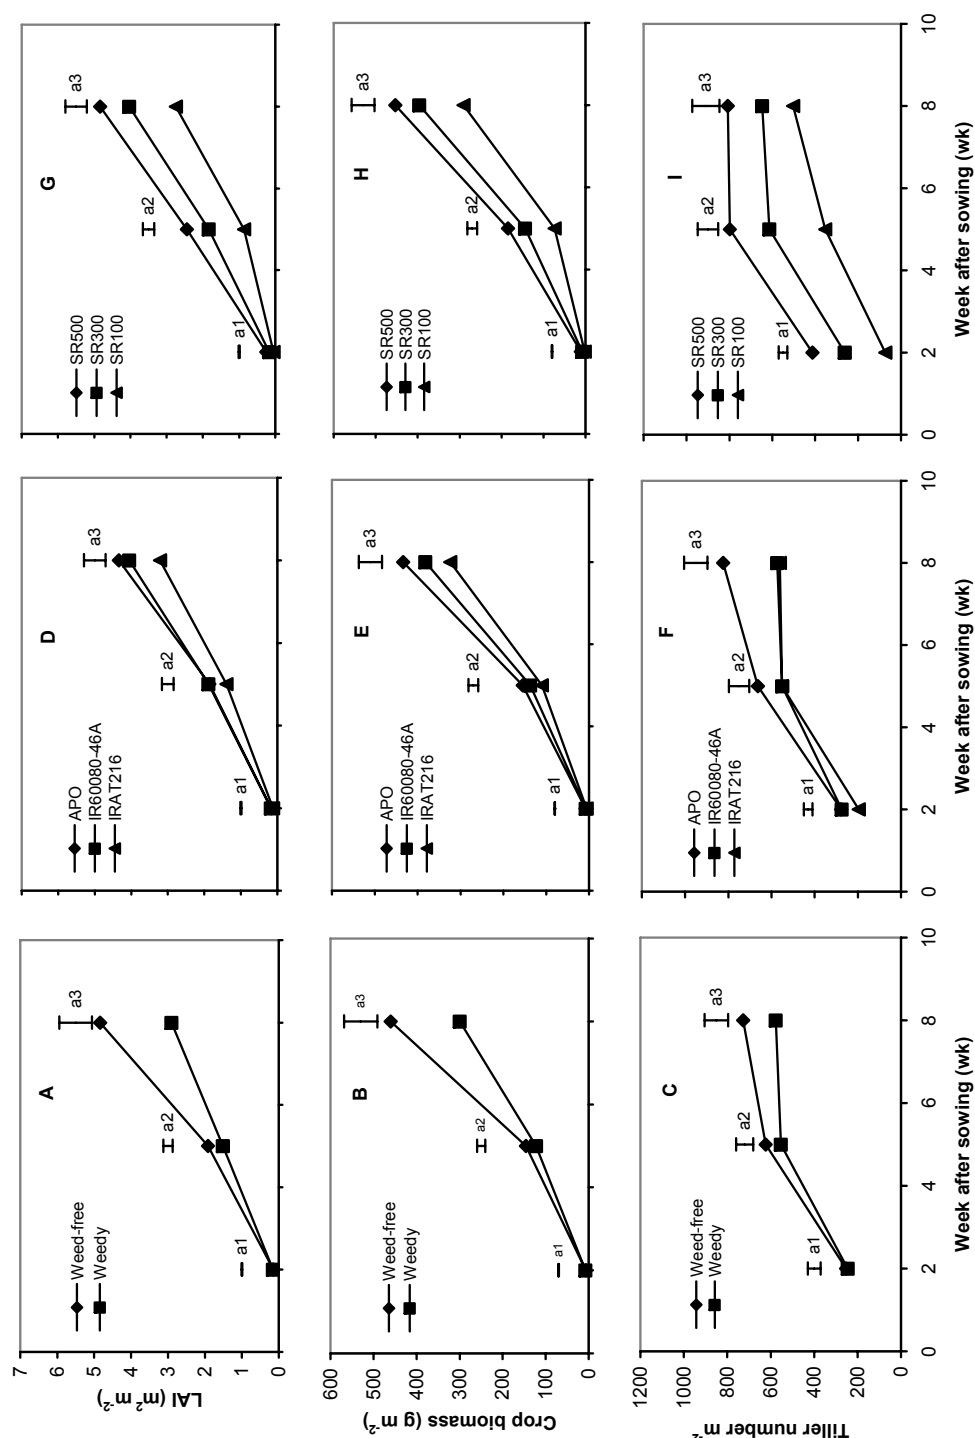 7
6
5
4
3
2
1
0
LAI (m² m⁻²)
A
Weed-free
Weedy
a1
a2
a3
D
APO
IR60080-46A
IRAT216
a1
a2
a3
G
SR500
SR300
SR100
a1
a2
a3
600
500
400
300
200
100
0
Crop biomass (g m⁻²)
B
Weed-free
Weedy
a1
a2
a3
E
APO
IR60080-46A
IRAT216
a1
a2
a3
H
SR500
SR300
SR100
a1
a2
a3
1200
1000
800
600
400
200
0
Tiller number m⁻²
C
Weed-free
Weedy
a1
a2
a3
0 2 4 6 8 10
Week after sowing (wk)
F
APO
IR60080-46A
IRAT216
a1
a2
a3
0 2 4 6 8 10
Week after sowing (wk)
I
SR500
SR300
SR100
a1
a2
a3
0 2 4 6 8 10
Week after sowing (wk)